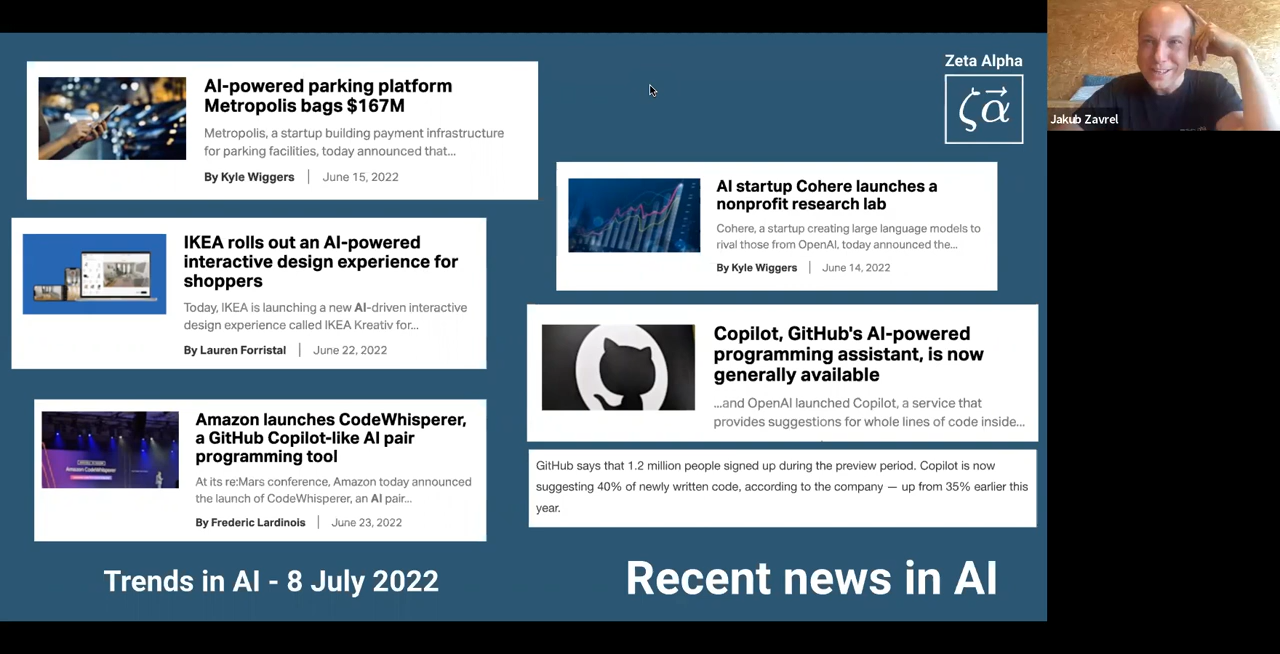 AI-powered parking platform
Metropolis bags $167M
Metropolis, a startup building payment infrastructure
for parking facilities, today announced that...
By Kyle Wiggers | June 15, 2022
IKEA rolls out an AI-powered
interactive design experience for
shoppers
Today, IKEA is launching a new AI-driven interactive
design experience called IKEA Kreativ for...
By Lauren Forristal | June 22, 2022
Amazon launches CodeWhisperer,
a GitHub Copilot-like AI pair
programming tool
At its re:Mars conference, Amazon today announced
the launch of CodeWhisperer, an AI pair...
By Frederic Lardinois | June 23, 2022
Trends in AI - 8 July 2022
Zeta Alpha
ζα
AI startup Cohere launches a
nonprofit research lab
Cohere, a startup creating large language models to
rival those from OpenAI, today announced the...
By Kyle Wiggers | June 14, 2022
Copilot, GitHub's AI-powered
programming assistant, is now
generally available
...and OpenAI launched Copilot, a service that
provides suggestions for whole lines of code inside...
GitHub says that 1.2 million people signed up during the preview period. Copilot is now
suggesting 40% of newly written code, according to the company — up from 35% earlier this
year.
Recent news in AI
Jakub Zavrel